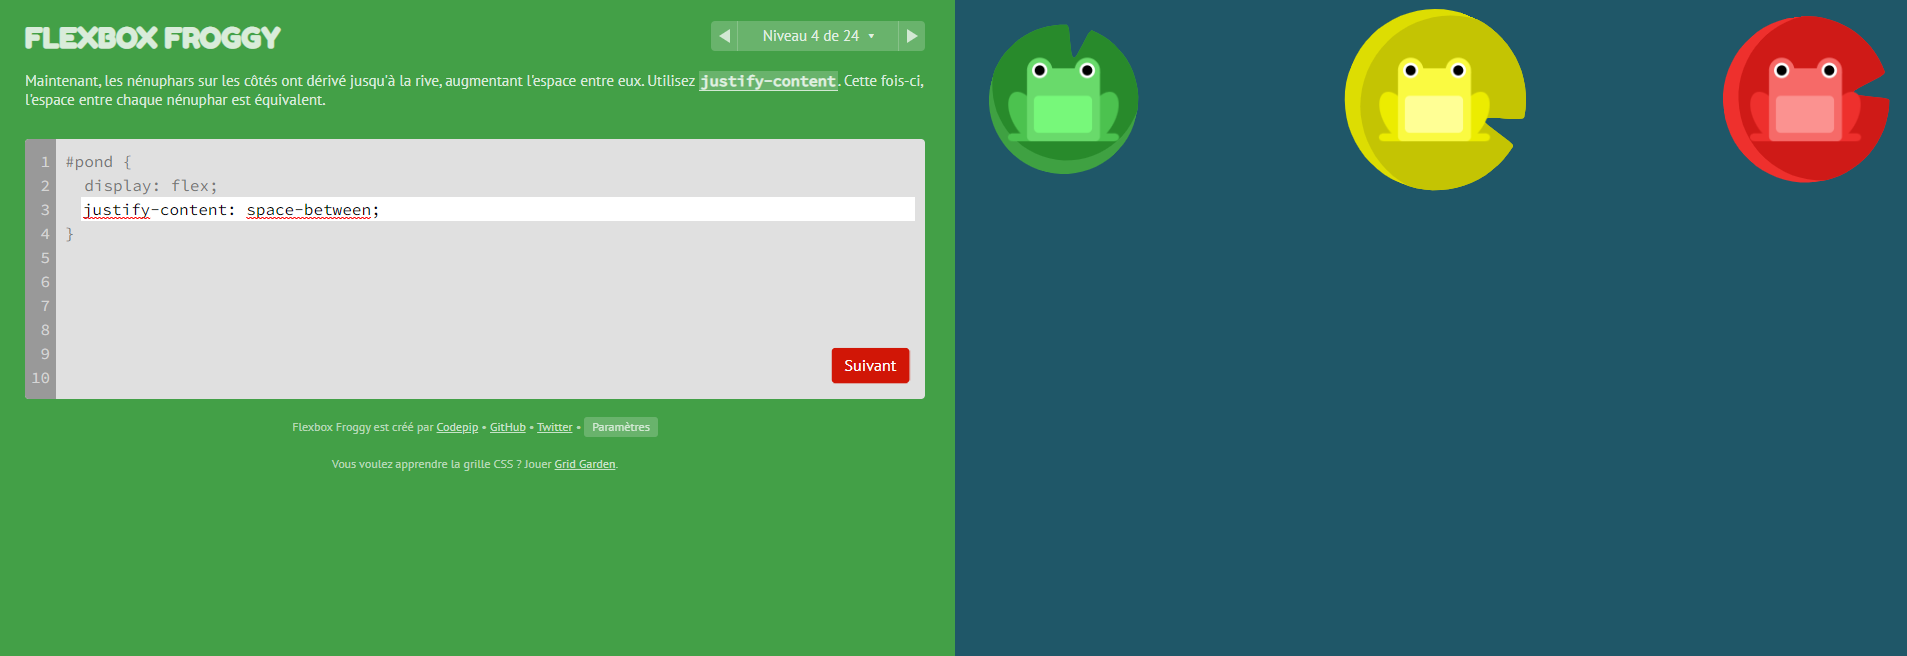 FLEXBOX FROGGY
Niveau 4 de 24
Maintenant, les nénuphars sur les côtés ont dérivé jusqu'à la rive, augmentant l'espace entre eux. Utilisez justify-content. Cette fois-ci,
l'espace entre chaque nénuphar est équivalent.
1 #pond {
2 display: flex;
3 justify-content: space-between;
4 }
5
6
7
8
9
10
Suivant
Flexbox Froggy est créé par Codepip • GitHub • Twitter • Paramètres
Vous voulez apprendre la grille CSS ? Jouer Grid Garden.